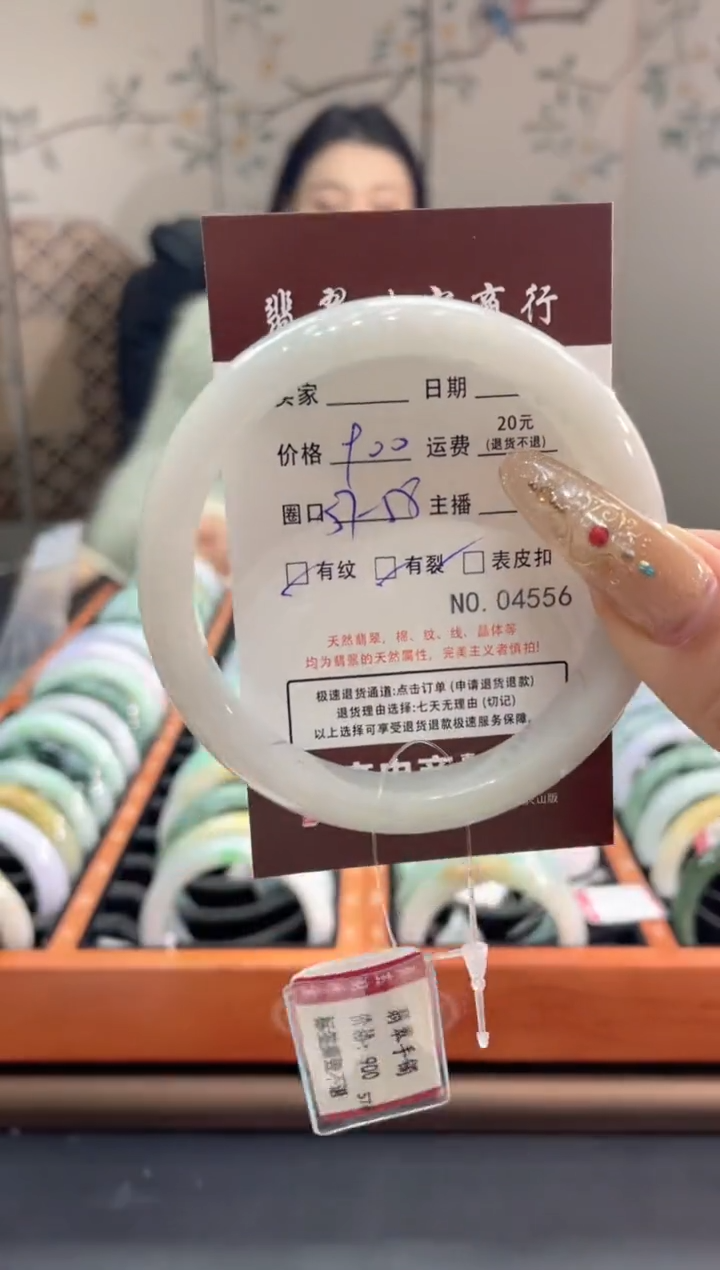 翡翠 商行
家 日期
价格 900 运费 20元 (退货不退)
圈口 57-58 主播
有纹 有裂 表皮扣
NO. 04556
天然翡翠,棉、纹、线、晶体等
均为翡翠的天然属性,完美主义者慎拍!
极速退货通道:点击订单(申请退货退款)
退货理由选择:七天无理由(切记)
以上选择可享受退货退款极速服务保障。
翡翠手镯
价格:900 57